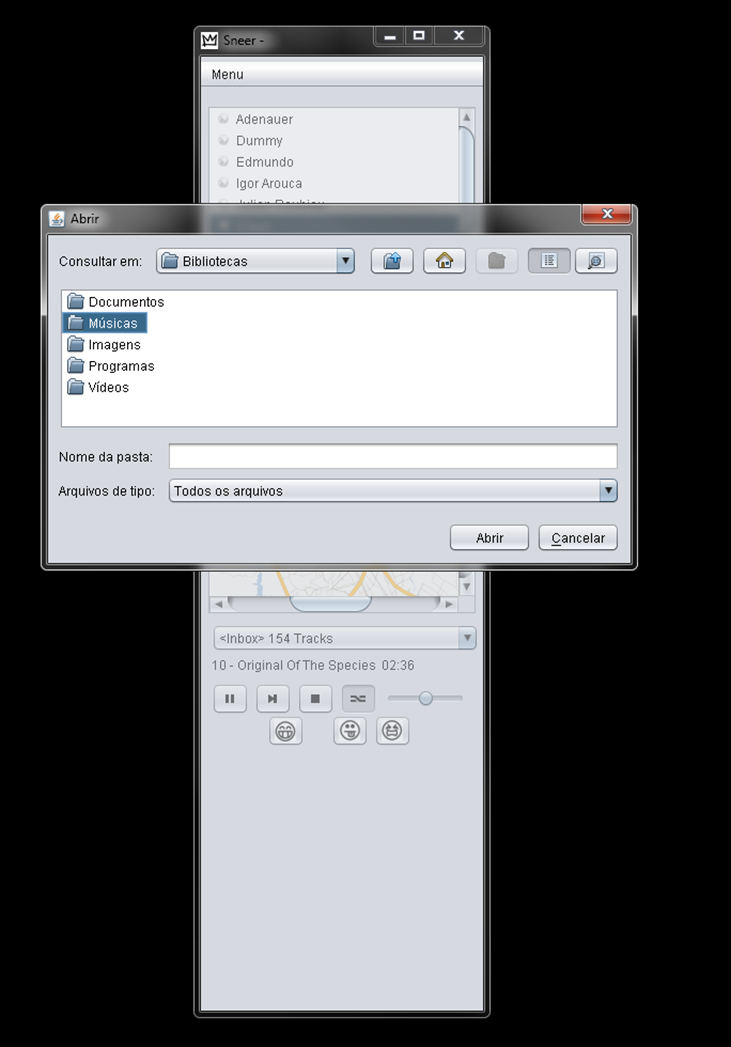 Sneer -
Menu
Adenauer
Dummy
Edmundo
Igor Arouca
Abrir
Consultar em: Bibliotecas
Documentos
Músicas
Imagens
Programas
Vídeos
Nome da pasta:
Arquivos de tipo: Todos os arquivos
Abrir Cancelar
<Inbox> 154 Tracks
10 - Original Of The Species 02:36